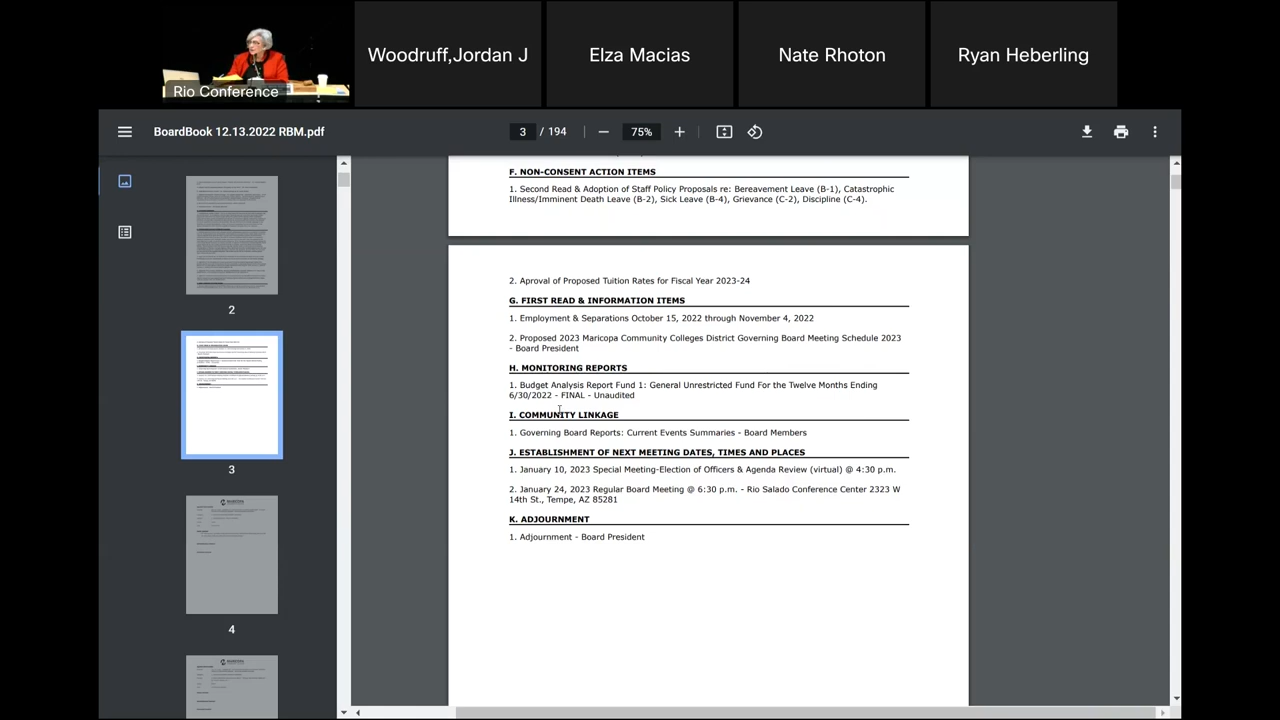 Rio Conference
Woodruff,Jordan J
Elza Macias
Nate Rhoton
Ryan Heberling
BoardBook 12.13.2022 RBM.pdf
3 / 194
75%
2
3
4
F. NON-CONSENT ACTION ITEMS
1. Second Read & Adoption of Staff Policy Proposals re: Bereavement Leave (B-1), Catastrophic
Illness/Imminent Death Leave (B-2), Sick Leave (B-4), Grievance (C-2), Discipline (C-4).
2. Aproval of Proposed Tuition Rates for Fiscal Year 2023-24
G. FIRST READ & INFORMATION ITEMS
1. Employment & Separations October 15, 2022 through November 4, 2022
2. Proposed 2023 Maricopa Community Colleges District Governing Board Meeting Schedule 2023
- Board President
H. MONITORING REPORTS
1. Budget Analysis Report Fund 1: General Unrestricted Fund For the Twelve Months Ending
6/30/2022 - FINAL - Unaudited
I. COMMUNITY LINKAGE
1. Governing Board Reports: Current Events Summaries - Board Members
J. ESTABLISHMENT OF NEXT MEETING DATES, TIMES AND PLACES
1. January 10, 2023 Special Meeting-Election of Officers & Agenda Review (virtual) @ 4:30 p.m.
2. January 24, 2023 Regular Board Meeting @ 6:30 p.m. - Rio Salado Conference Center 2323 W
14th St., Tempe, AZ 85281
K. ADJOURNMENT
1. Adjournment - Board President